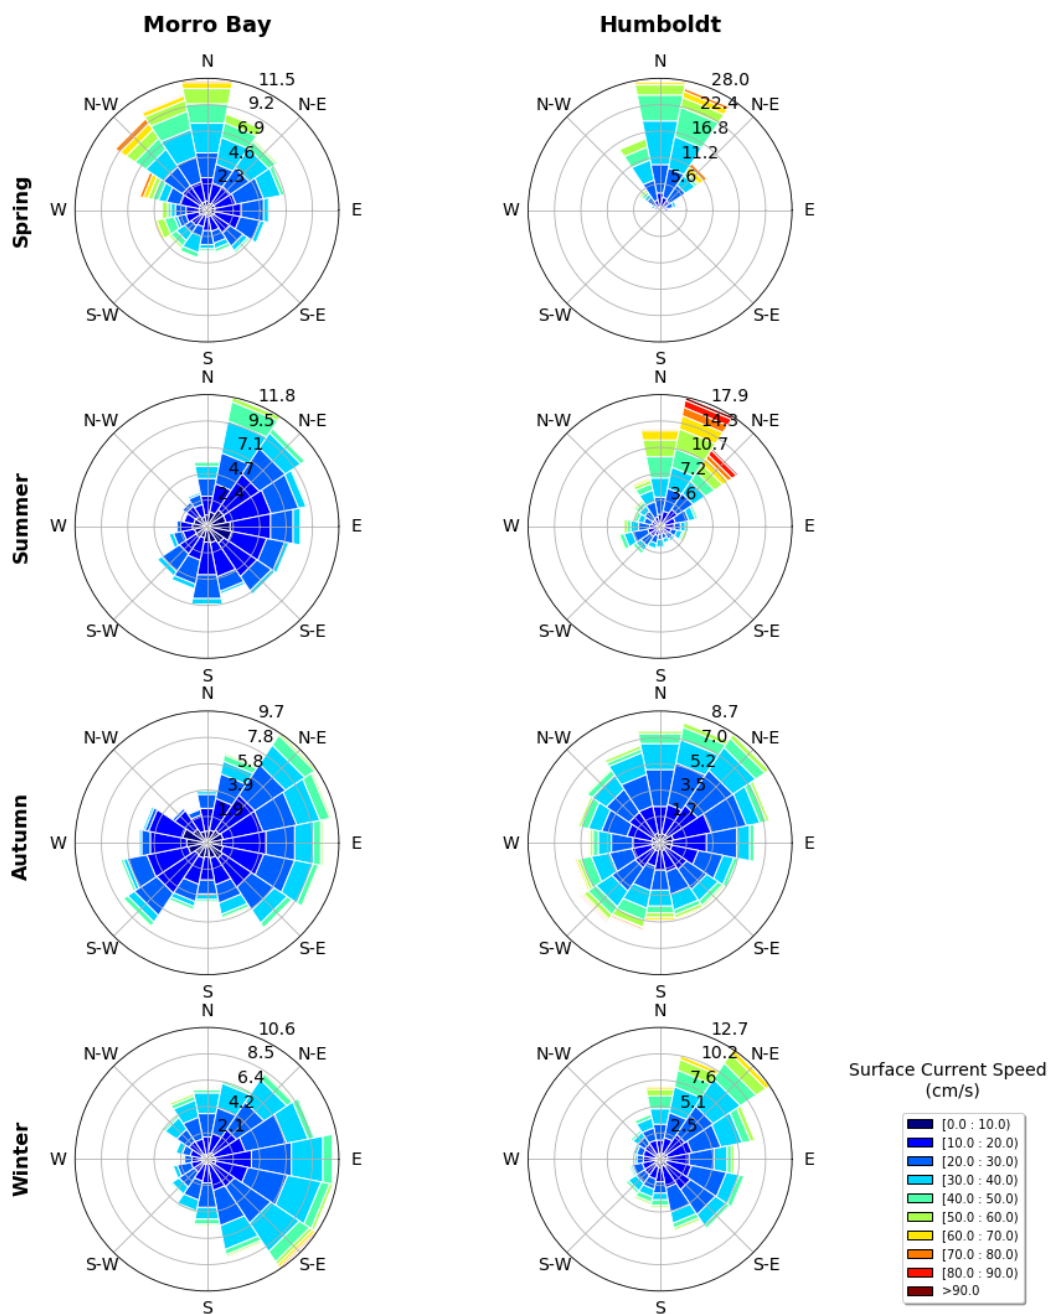 Morro Bay
Humboldt
Spring
N
N-E
E
S-E
S
S-W
W
N-W
11.5
9.2
6.9
4.6
2.3
N
N-E
E
S-E
S
S-W
W
N-W
28.0
22.4
16.8
11.2
5.6
Summer
N
N-E
E
S-E
S
S-W
W
N-W
11.8
9.5
7.1
4.7
2.4
N
N-E
E
S-E
S
S-W
W
N-W
17.9
14.3
10.7
7.2
3.6
Autumn
N
N-E
E
S-E
S
S-W
W
N-W
9.7
7.8
5.8
3.9
1.9
N
N-E
E
S-E
S
S-W
W
N-W
8.7
7.0
5.2
3.5
1.7
Winter
N
N-E
E
S-E
S
S-W
W
N-W
10.6
8.5
6.4
4.2
2.1
N
N-E
E
S-E
S
S-W
W
N-W
12.7
10.2
7.6
5.1
2.5
Surface Current Speed
(cm/s)
[0.0 : 10.0)
[10.0 : 20.0)
[20.0 : 30.0)
[30.0 : 40.0)
[40.0 : 50.0)
[50.0 : 60.0)
[60.0 : 70.0)
[70.0 : 80.0)
[80.0 : 90.0)
>90.0